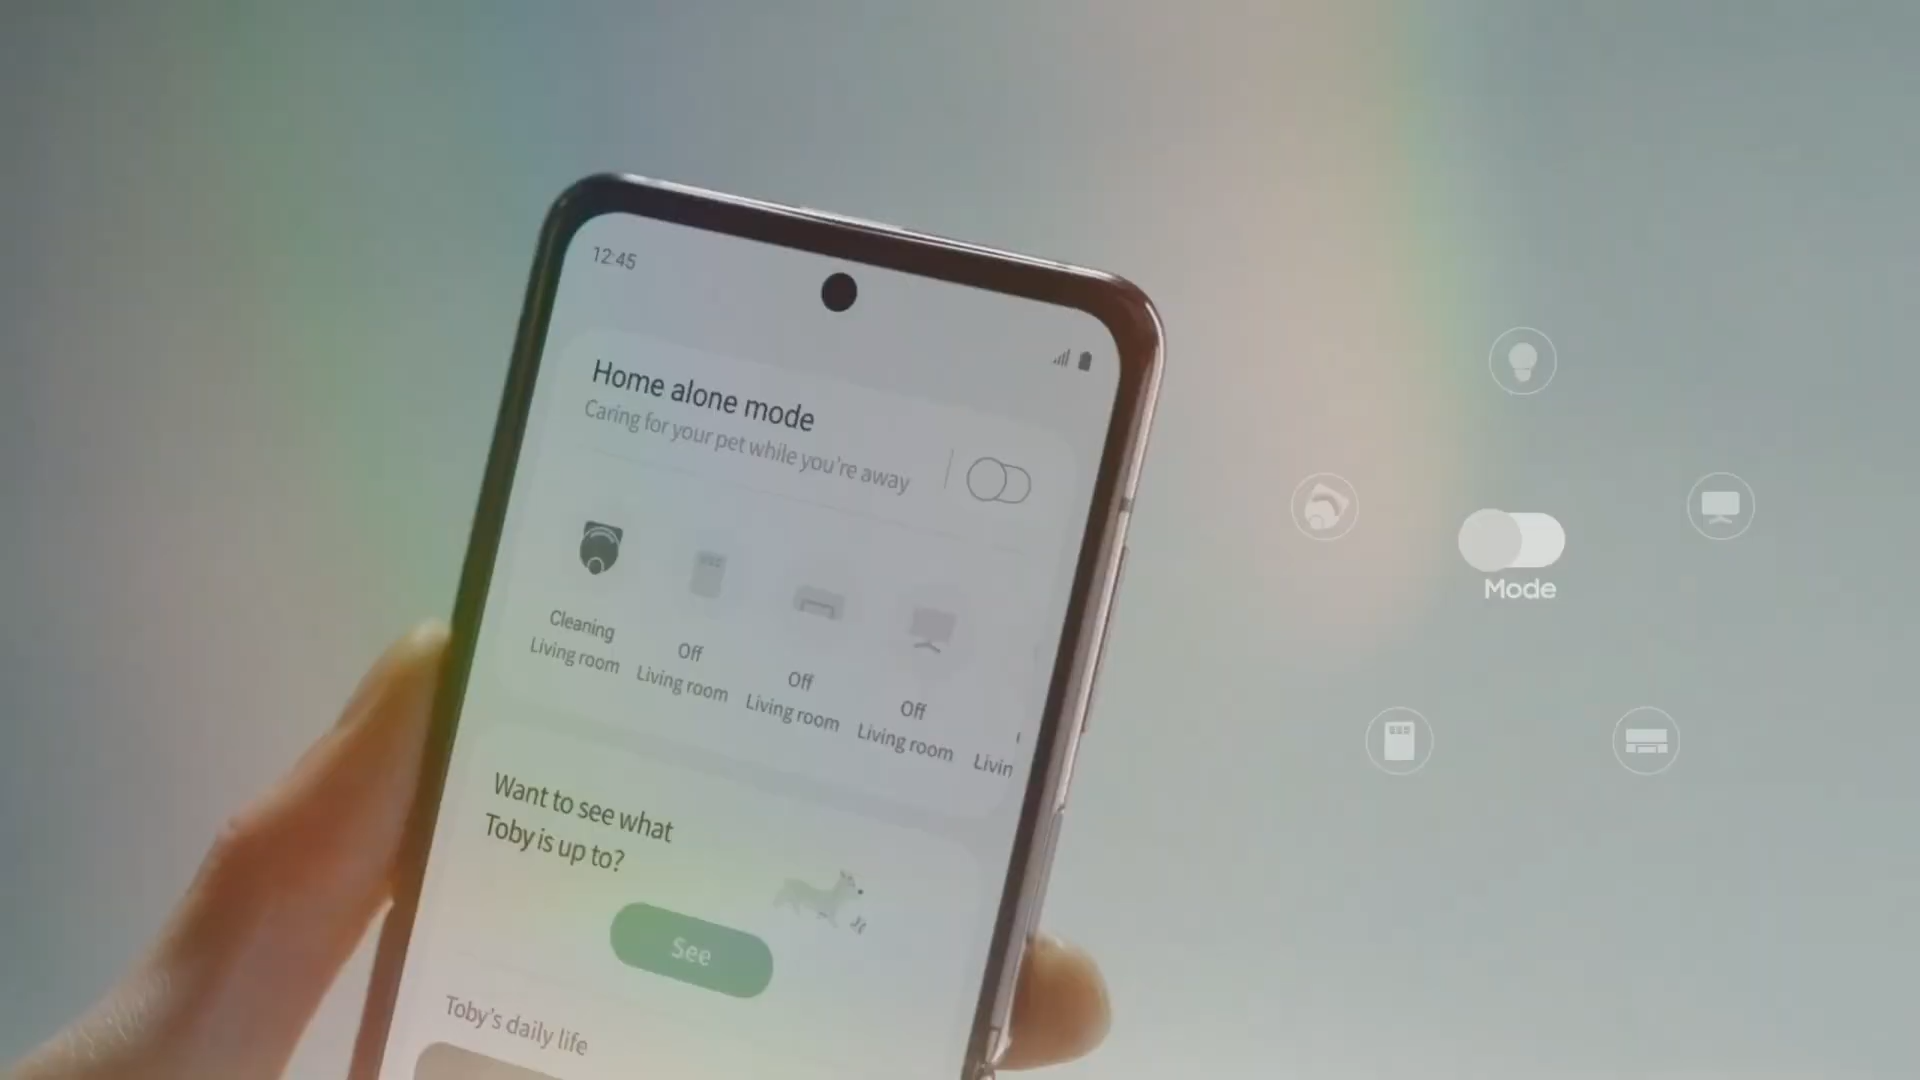 12:45
Home alone mode
Caring for your pet while you're away
Cleaning
Living room
Off
Living room
Off
Living room
Off
Living room
Livin
Want to see what
Toby is up to?
See
Toby's daily life
Mode